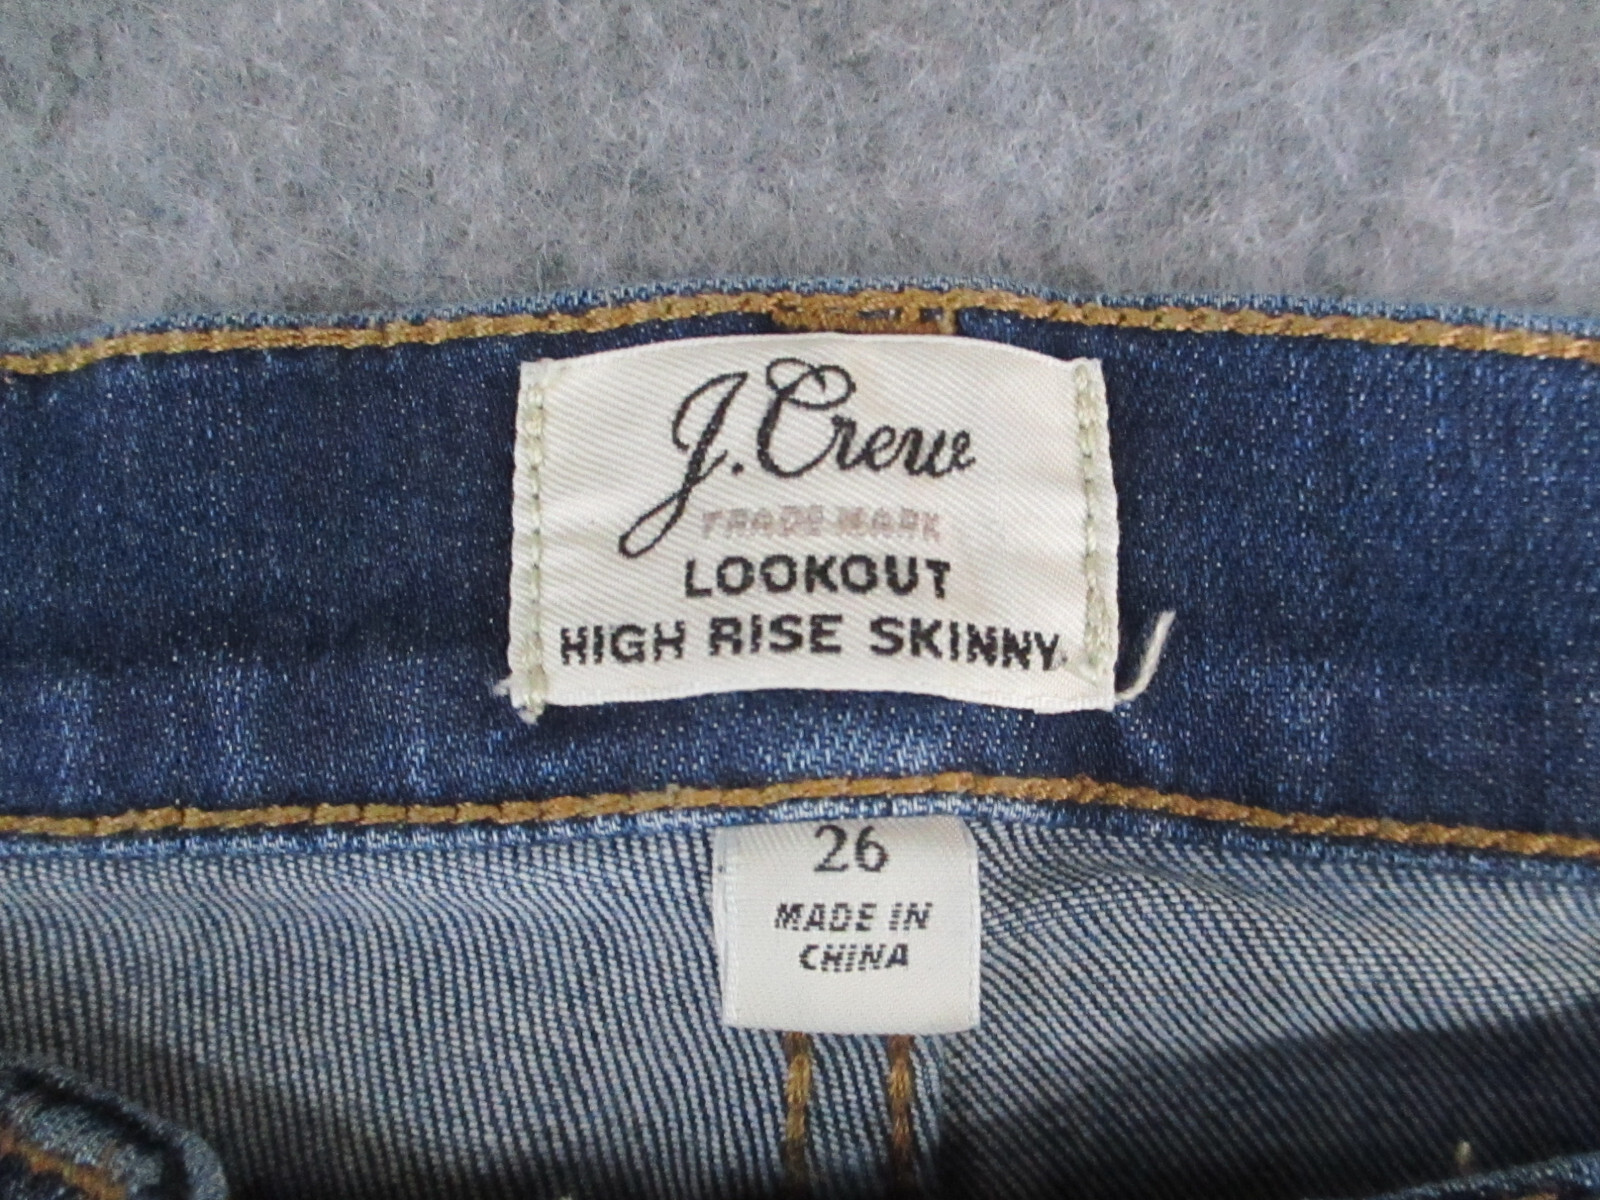 J.Crew
TRADE MARK
LOOKOUT
HIGH RISE SKINNY
26
MADE IN
CHINA